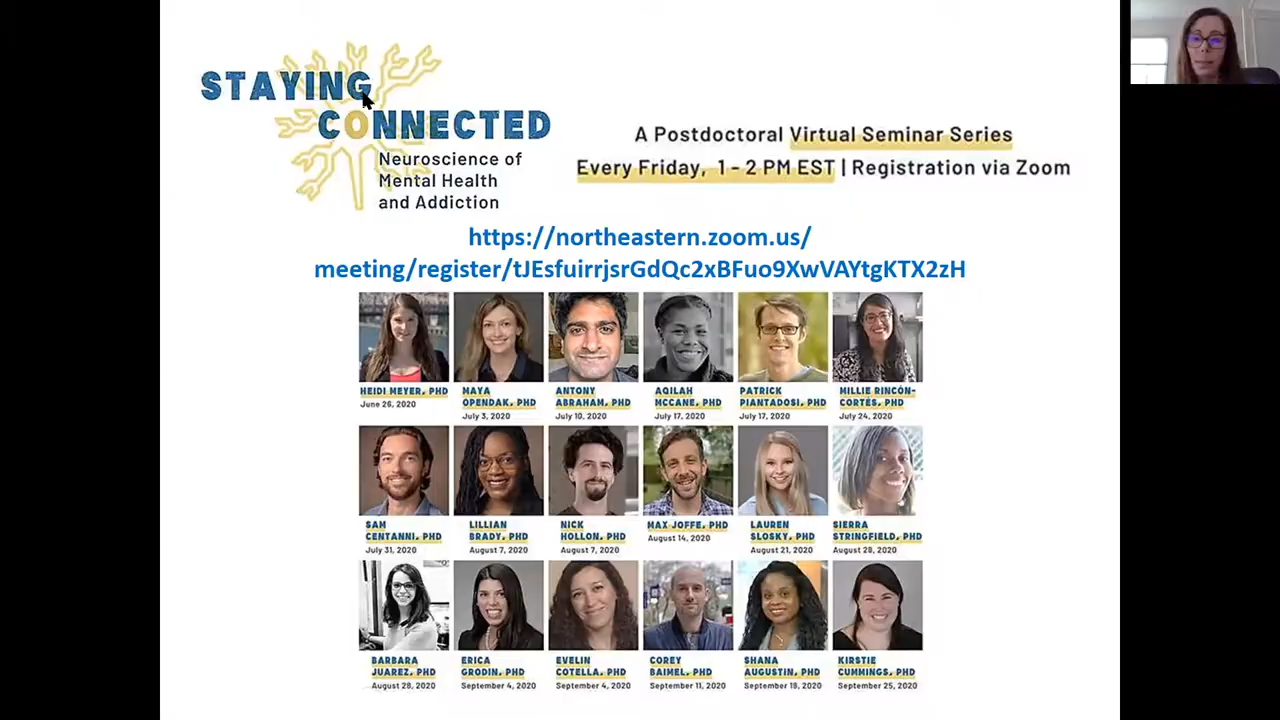 STAYING
CONNECTED
Neuroscience of
Mental Health
and Addiction
A Postdoctoral Virtual Seminar Series
Every Friday, 1 - 2 PM EST | Registration via Zoom
https://northeastern.zoom.us/
meeting/register/tJEsfuirrjsrGdQc2xBFuo9XwVAYtgKTX2zH
HEIDI MEYER, PHD
June 26, 2020
MAYA
OPENDAK, PHD
July 3, 2020
ANTONY
ABRAHAM, PHD
July 10, 2020
AQILAH
MCCANE, PHD
July 17, 2020
PATRICK
PIANTADOSI, PHD
July 17, 2020
MILLIE RINCÓN-
CORTÉS, PHD
July 24, 2020
SAM
CENTANNI, PHD
July 31, 2020
LILLIAN
BRADY, PHD
August 7, 2020
NICK
HOLLON, PHD
August 7, 2020
MAX JOFFE, PHD
August 14, 2020
LAUREN
SLOSKY, PHD
August 21, 2020
SIERRA
STRINGFIELD, PHD
August 28, 2020
BARBARA
JUAREZ, PHD
August 28, 2020
ERICA
GRODIN, PHD
September 4, 2020
EVELIN
COTELLA, PHD
September 4, 2020
COREY
BAIMEL, PHD
September 11, 2020
SHANA
AUGUSTIN, PHD
September 18, 2020
KIRSTIE
CUMMINGS, PHD
September 25, 2020